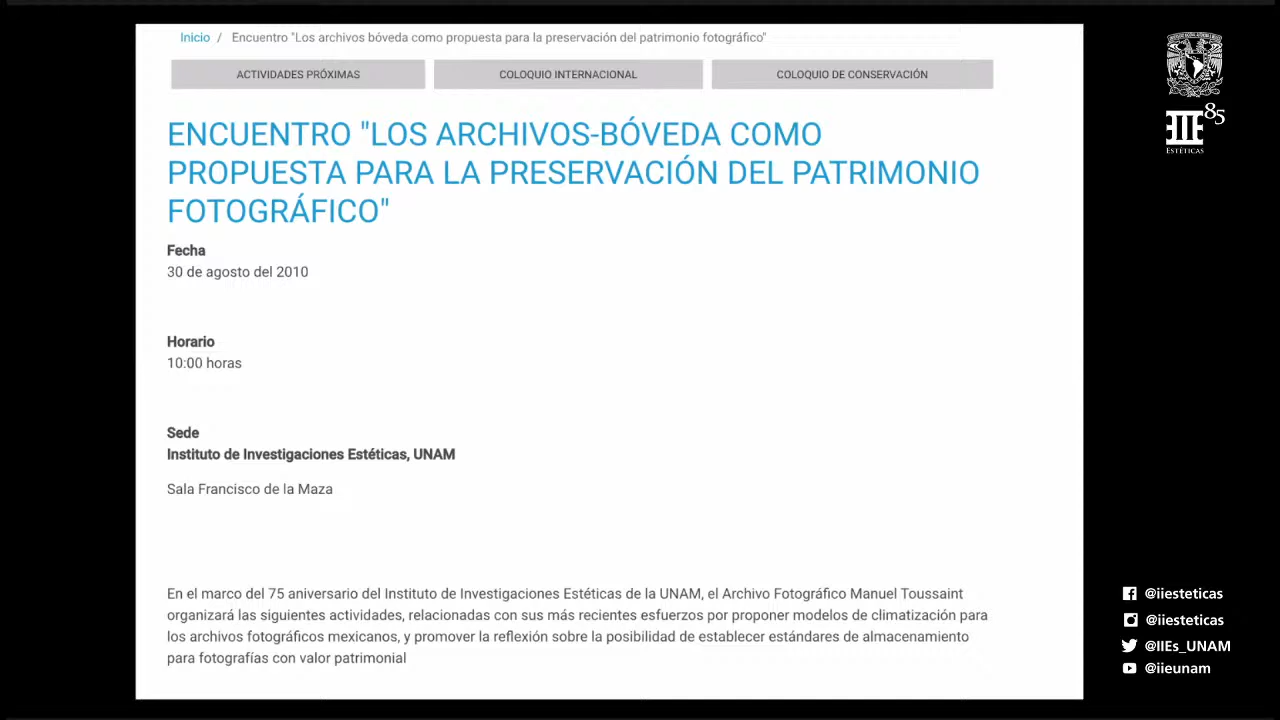 Inicio / Encuentro "Los archivos bóveda como propuesta para la preservación del patrimonio fotográfico"
ACTIVIDADES PRÓXIMAS
COLOQUIO INTERNACIONAL
COLOQUIO DE CONSERVACIÓN
ENCUENTRO "LOS ARCHIVOS-BÓVEDA COMO
PROPUESTA PARA LA PRESERVACIÓN DEL PATRIMONIO
FOTOGRÁFICO"
Fecha
30 de agosto del 2010
Horario
10:00 horas
Sede
Instituto de Investigaciones Estéticas, UNAM
Sala Francisco de la Maza
En el marco del 75 aniversario del Instituto de Investigaciones Estéticas de la UNAM, el Archivo Fotográfico Manuel Toussaint
organizará las siguientes actividades, relacionadas con sus más recientes esfuerzos por proponer modelos de climatización para
los archivos fotográficos mexicanos, y promover la reflexión sobre la posibilidad de establecer estándares de almacenamiento
para fotografías con valor patrimonial
85
ESTÉTICAS
@iiesteticas
@iiesteticas
@IIEs_UNAM
@iieunam